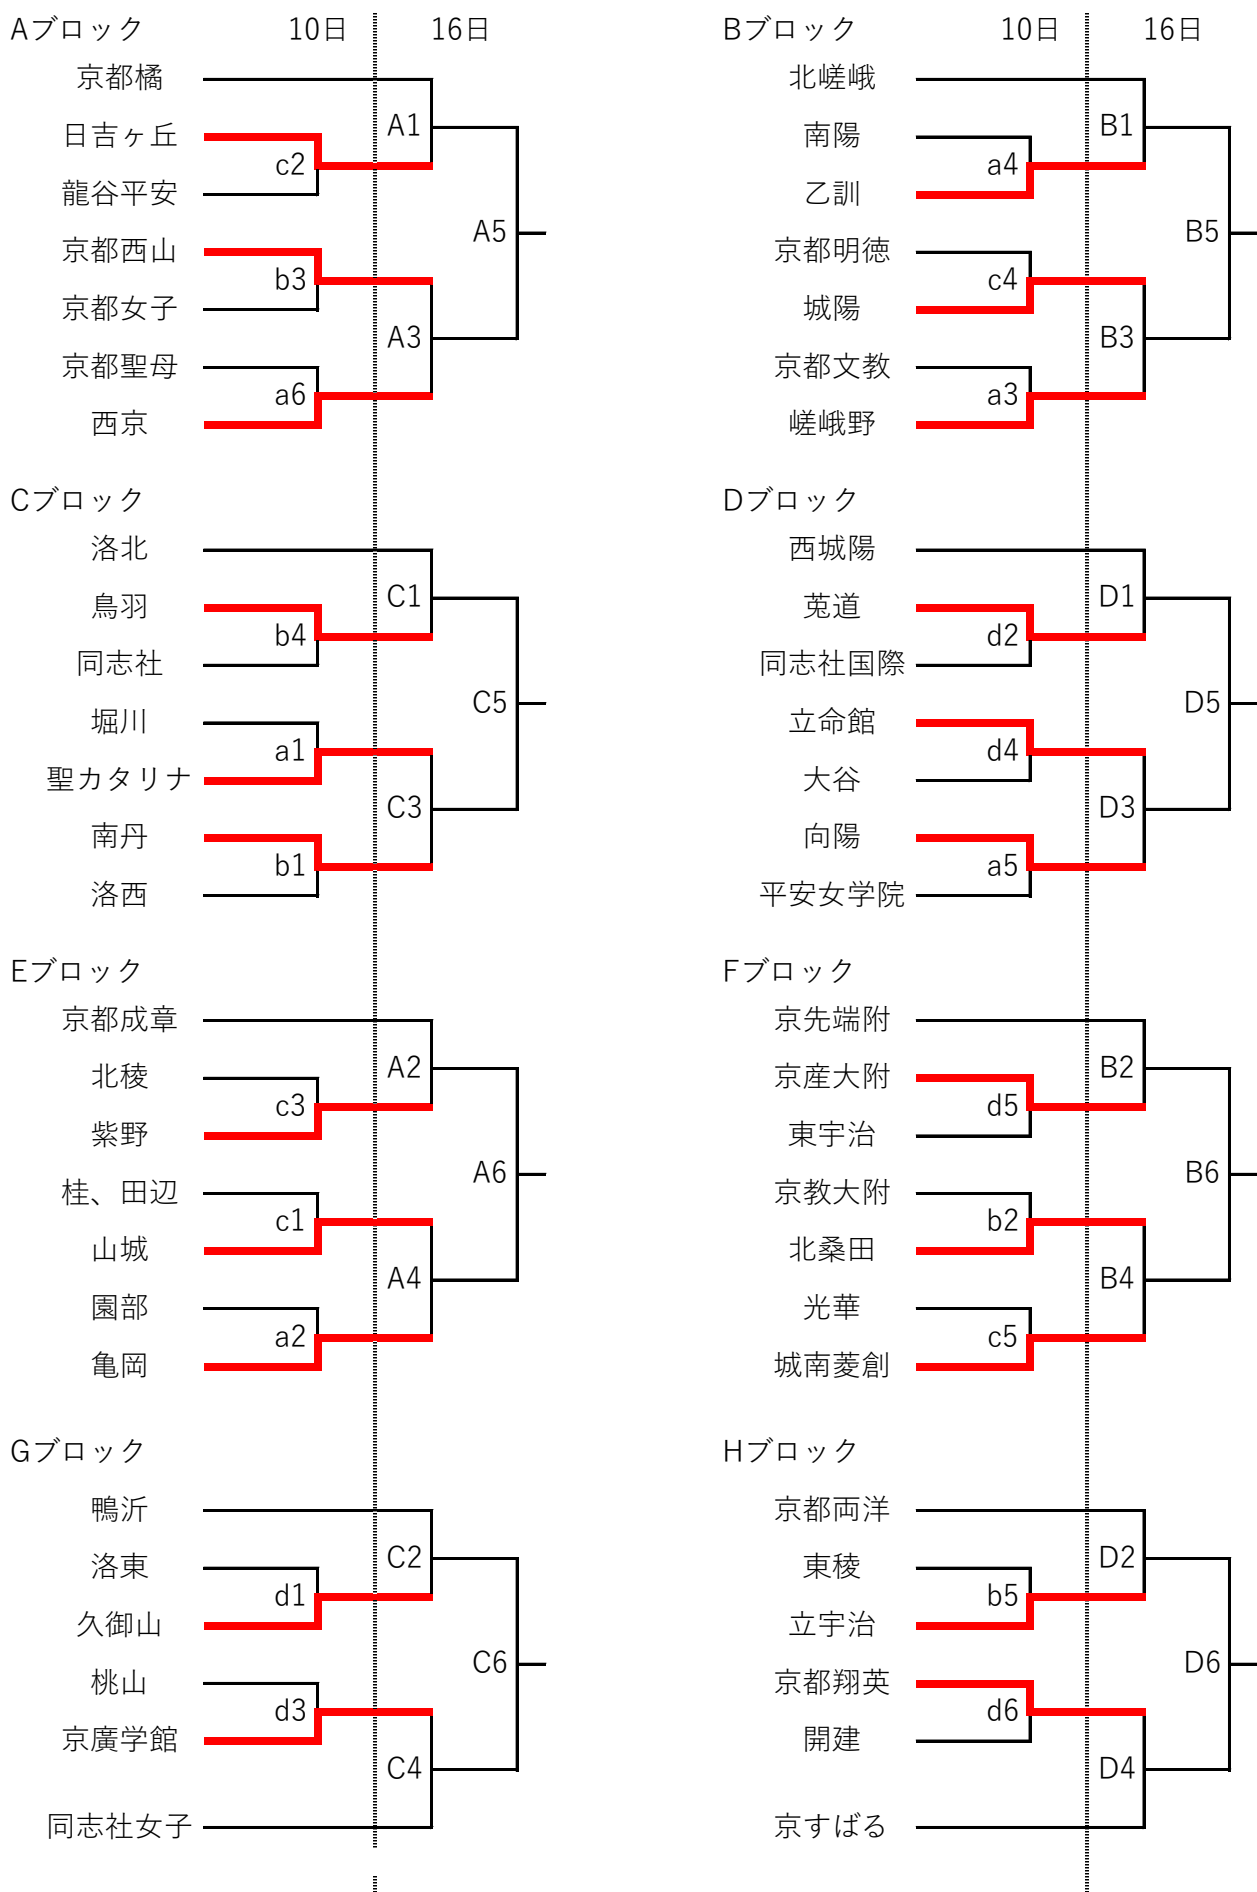 Aブロック 10日 16日
京都橘
日吉ヶ丘
龍谷平安
京都西山
京都女子
京都聖母
西京
c2
b3
a6
A1
A3
A5
Bブロック 10日 16日
北嵯峨
南陽
乙訓
京都明徳
城陽
京都文教
嵯峨野
a4
c4
a3
B1
B3
B5
Cブロック
洛北
鳥羽
同志社
堀川
聖カタリナ
南丹
洛西
b4
a1
b1
C1
C3
C5
Dブロック
西城陽
莵道
同志社国際
立命館
大谷
向陽
平安女学院
d2
d4
a5
D1
D3
D5
Eブロック
京都成章
北稜
紫野
桂、田辺
山城
園部
亀岡
c3
c1
a2
A2
A4
A6
Fブロック
京先端附
京産大附
東宇治
京教大附
北桑田
光華
城南菱創
d5
b2
c5
B2
B4
B6
Gブロック
鴨沂
洛東
久御山
桃山
京廣学館
同志社女子
d1
d3
C2
C4
C6
Hブロック
京都両洋
東稜
立宇治
京都翔英
開建
京すばる
b5
d6
D2
D4
D6